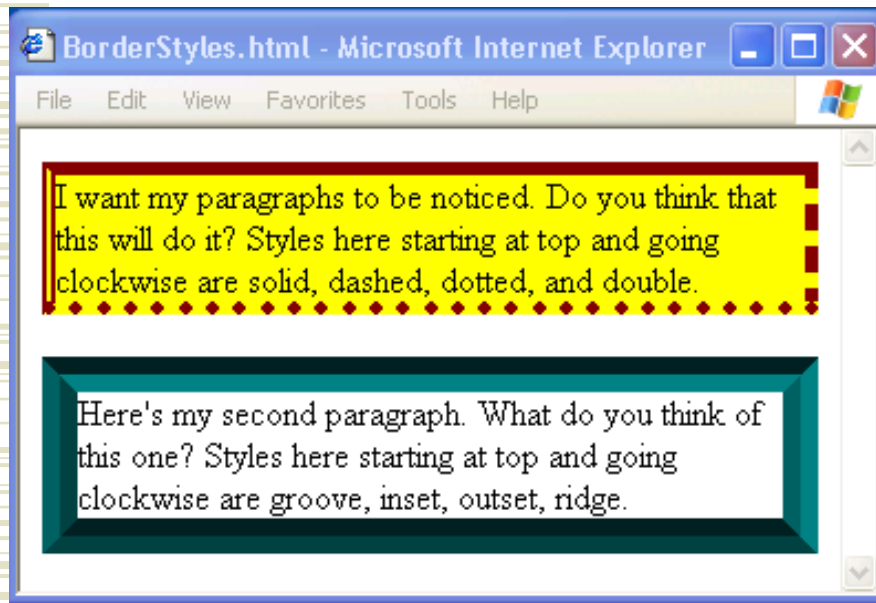 BorderStyles.html - Microsoft Internet Explorer
File Edit View Favorites Tools Help
I want my paragraphs to be noticed. Do you think that
this will do it? Styles here starting at top and going
clockwise are solid, dashed, dotted, and double.
Here's my second paragraph. What do you think of
this one? Styles here starting at top and going
clockwise are groove, inset, outset, ridge.